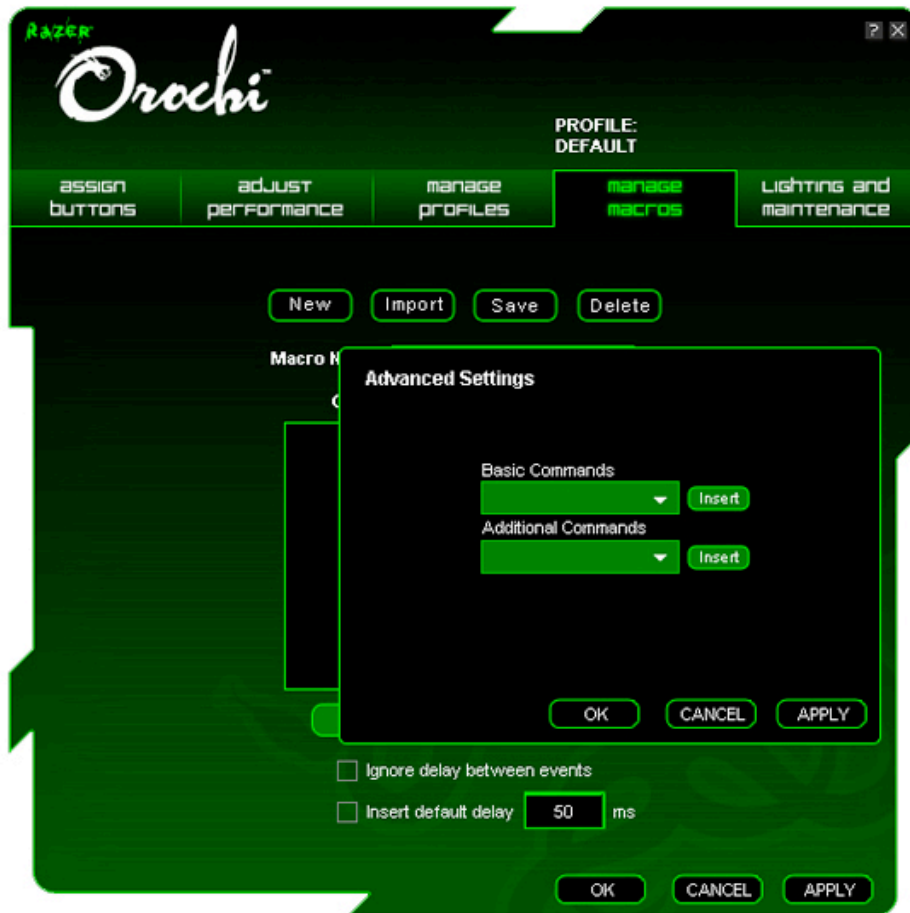 RAZER
Orochi™
? X
PROFILE:
DEFAULT
assign
buttons
adjust
performance
manage
profiles
manage
macros
Lighting and
maintenance
New
Import
Save
Delete
Macro N
Advanced Settings
Basic Commands
Insert
Additional Commands
Insert
OK
CANCEL
APPLY
Ignore delay between events
Insert default delay 50 ms
OK
CANCEL
APPLY